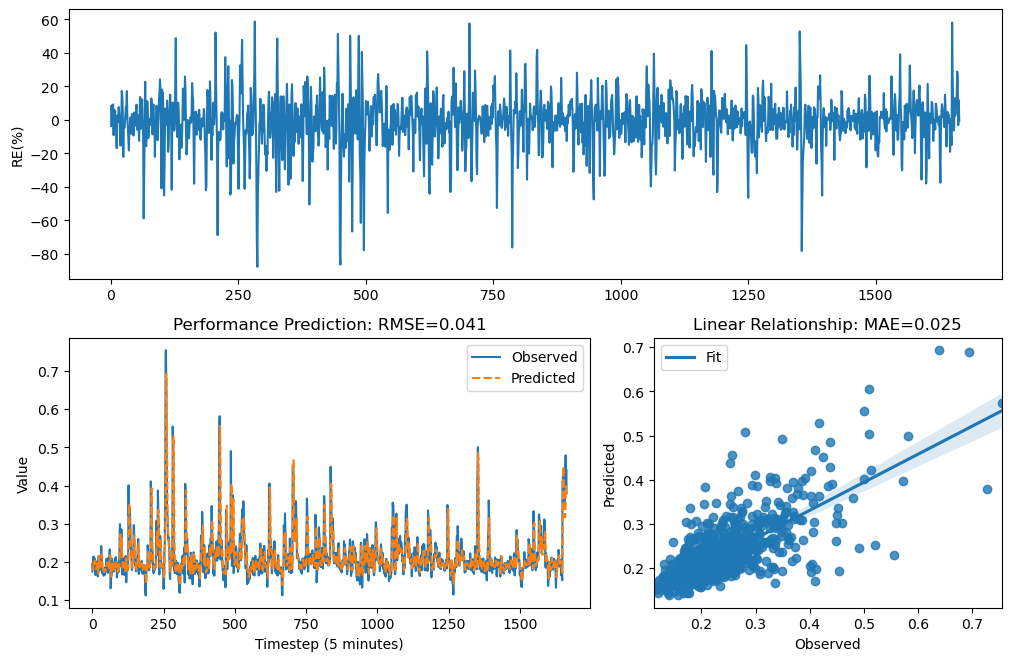 60
40
20
0
−20
−40
−60
−80
RE(%)
0 250 500 750 1000 1250 1500
Performance Prediction: RMSE=0.041
Observed
Predicted
0.7
0.6
0.5
0.4
0.3
0.2
0.1
Value
0 250 500 750 1000 1250 1500
Timestep (5 minutes)
Linear Relationship: MAE=0.025
Fit
0.7
0.6
0.5
0.4
0.3
0.2
Predicted
0.2 0.3 0.4 0.5 0.6 0.7
Observed